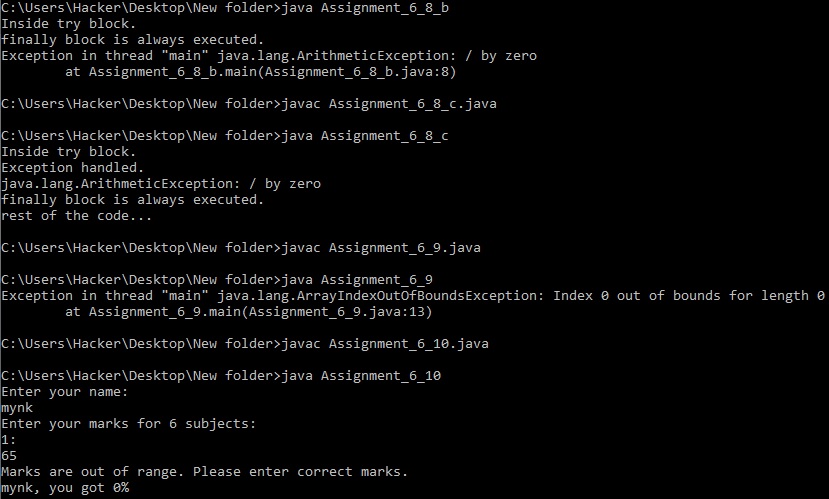 C:\Users\Hacker\Desktop\New folder>java Assignment_6_8_b
Inside try block.
finally block is always executed.
Exception in thread "main" java.lang.ArithmeticException: / by zero
at Assignment_6_8_b.main(Assignment_6_8_b.java:8)
C:\Users\Hacker\Desktop\New folder>javac Assignment_6_8_c.java
C:\Users\Hacker\Desktop\New folder>java Assignment_6_8_c
Inside try block.
Exception handled.
java.lang.ArithmeticException: / by zero
finally block is always executed.
rest of the code...
C:\Users\Hacker\Desktop\New folder>javac Assignment_6_9.java
C:\Users\Hacker\Desktop\New folder>java Assignment_6_9
Exception in thread "main" java.lang.ArrayIndexOutOfBoundsException: Index 0 out of bounds for length 0
at Assignment_6_9.main(Assignment_6_9.java:13)
C:\Users\Hacker\Desktop\New folder>javac Assignment_6_10.java
C:\Users\Hacker\Desktop\New folder>java Assignment_6_10
Enter your name:
mynk
Enter your marks for 6 subjects:
1:
65
Marks are out of range. Please enter correct marks.
mynk, you got 0%